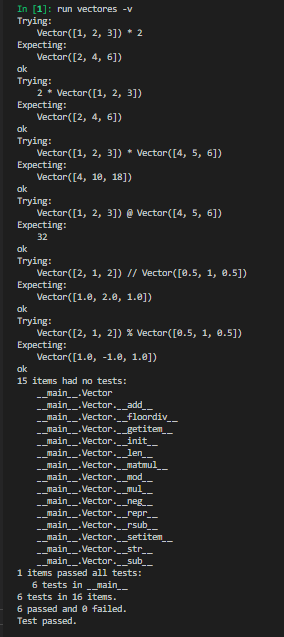 In [1]: run vectores -v
Trying:
    Vector([1, 2, 3]) * 2
Expecting:
    Vector([2, 4, 6])
ok
Trying:
    2 * Vector([1, 2, 3])
Expecting:
    Vector([2, 4, 6])
ok
Trying:
    Vector([1, 2, 3]) * Vector([4, 5, 6])
Expecting:
    Vector([4, 10, 18])
ok
Trying:
    Vector([1, 2, 3]) @ Vector([4, 5, 6])
Expecting:
    32
ok
Trying:
    Vector([2, 1, 2]) // Vector([0.5, 1, 0.5])
Expecting:
    Vector([1.0, 2.0, 1.0])
ok
Trying:
    Vector([2, 1, 2]) % Vector([0.5, 1, 0.5])
Expecting:
    Vector([1.0, -1.0, 1.0])
ok
15 items had no tests:
    __main__.Vector
    __main__.Vector.__add__
    __main__.Vector.__floordiv__
    __main__.Vector.__getitem__
    __main__.Vector.__init__
    __main__.Vector.__len__
    __main__.Vector.__matmul__
    __main__.Vector.__mod__
    __main__.Vector.__mul__
    __main__.Vector.__neg__
    __main__.Vector.__repr__
    __main__.Vector.__rsub__
    __main__.Vector.__setitem__
    __main__.Vector.__str__
    __main__.Vector.__sub__
1 items passed all tests:
   6 tests in __main__
6 tests in 16 items.
6 passed and 0 failed.
Test passed.